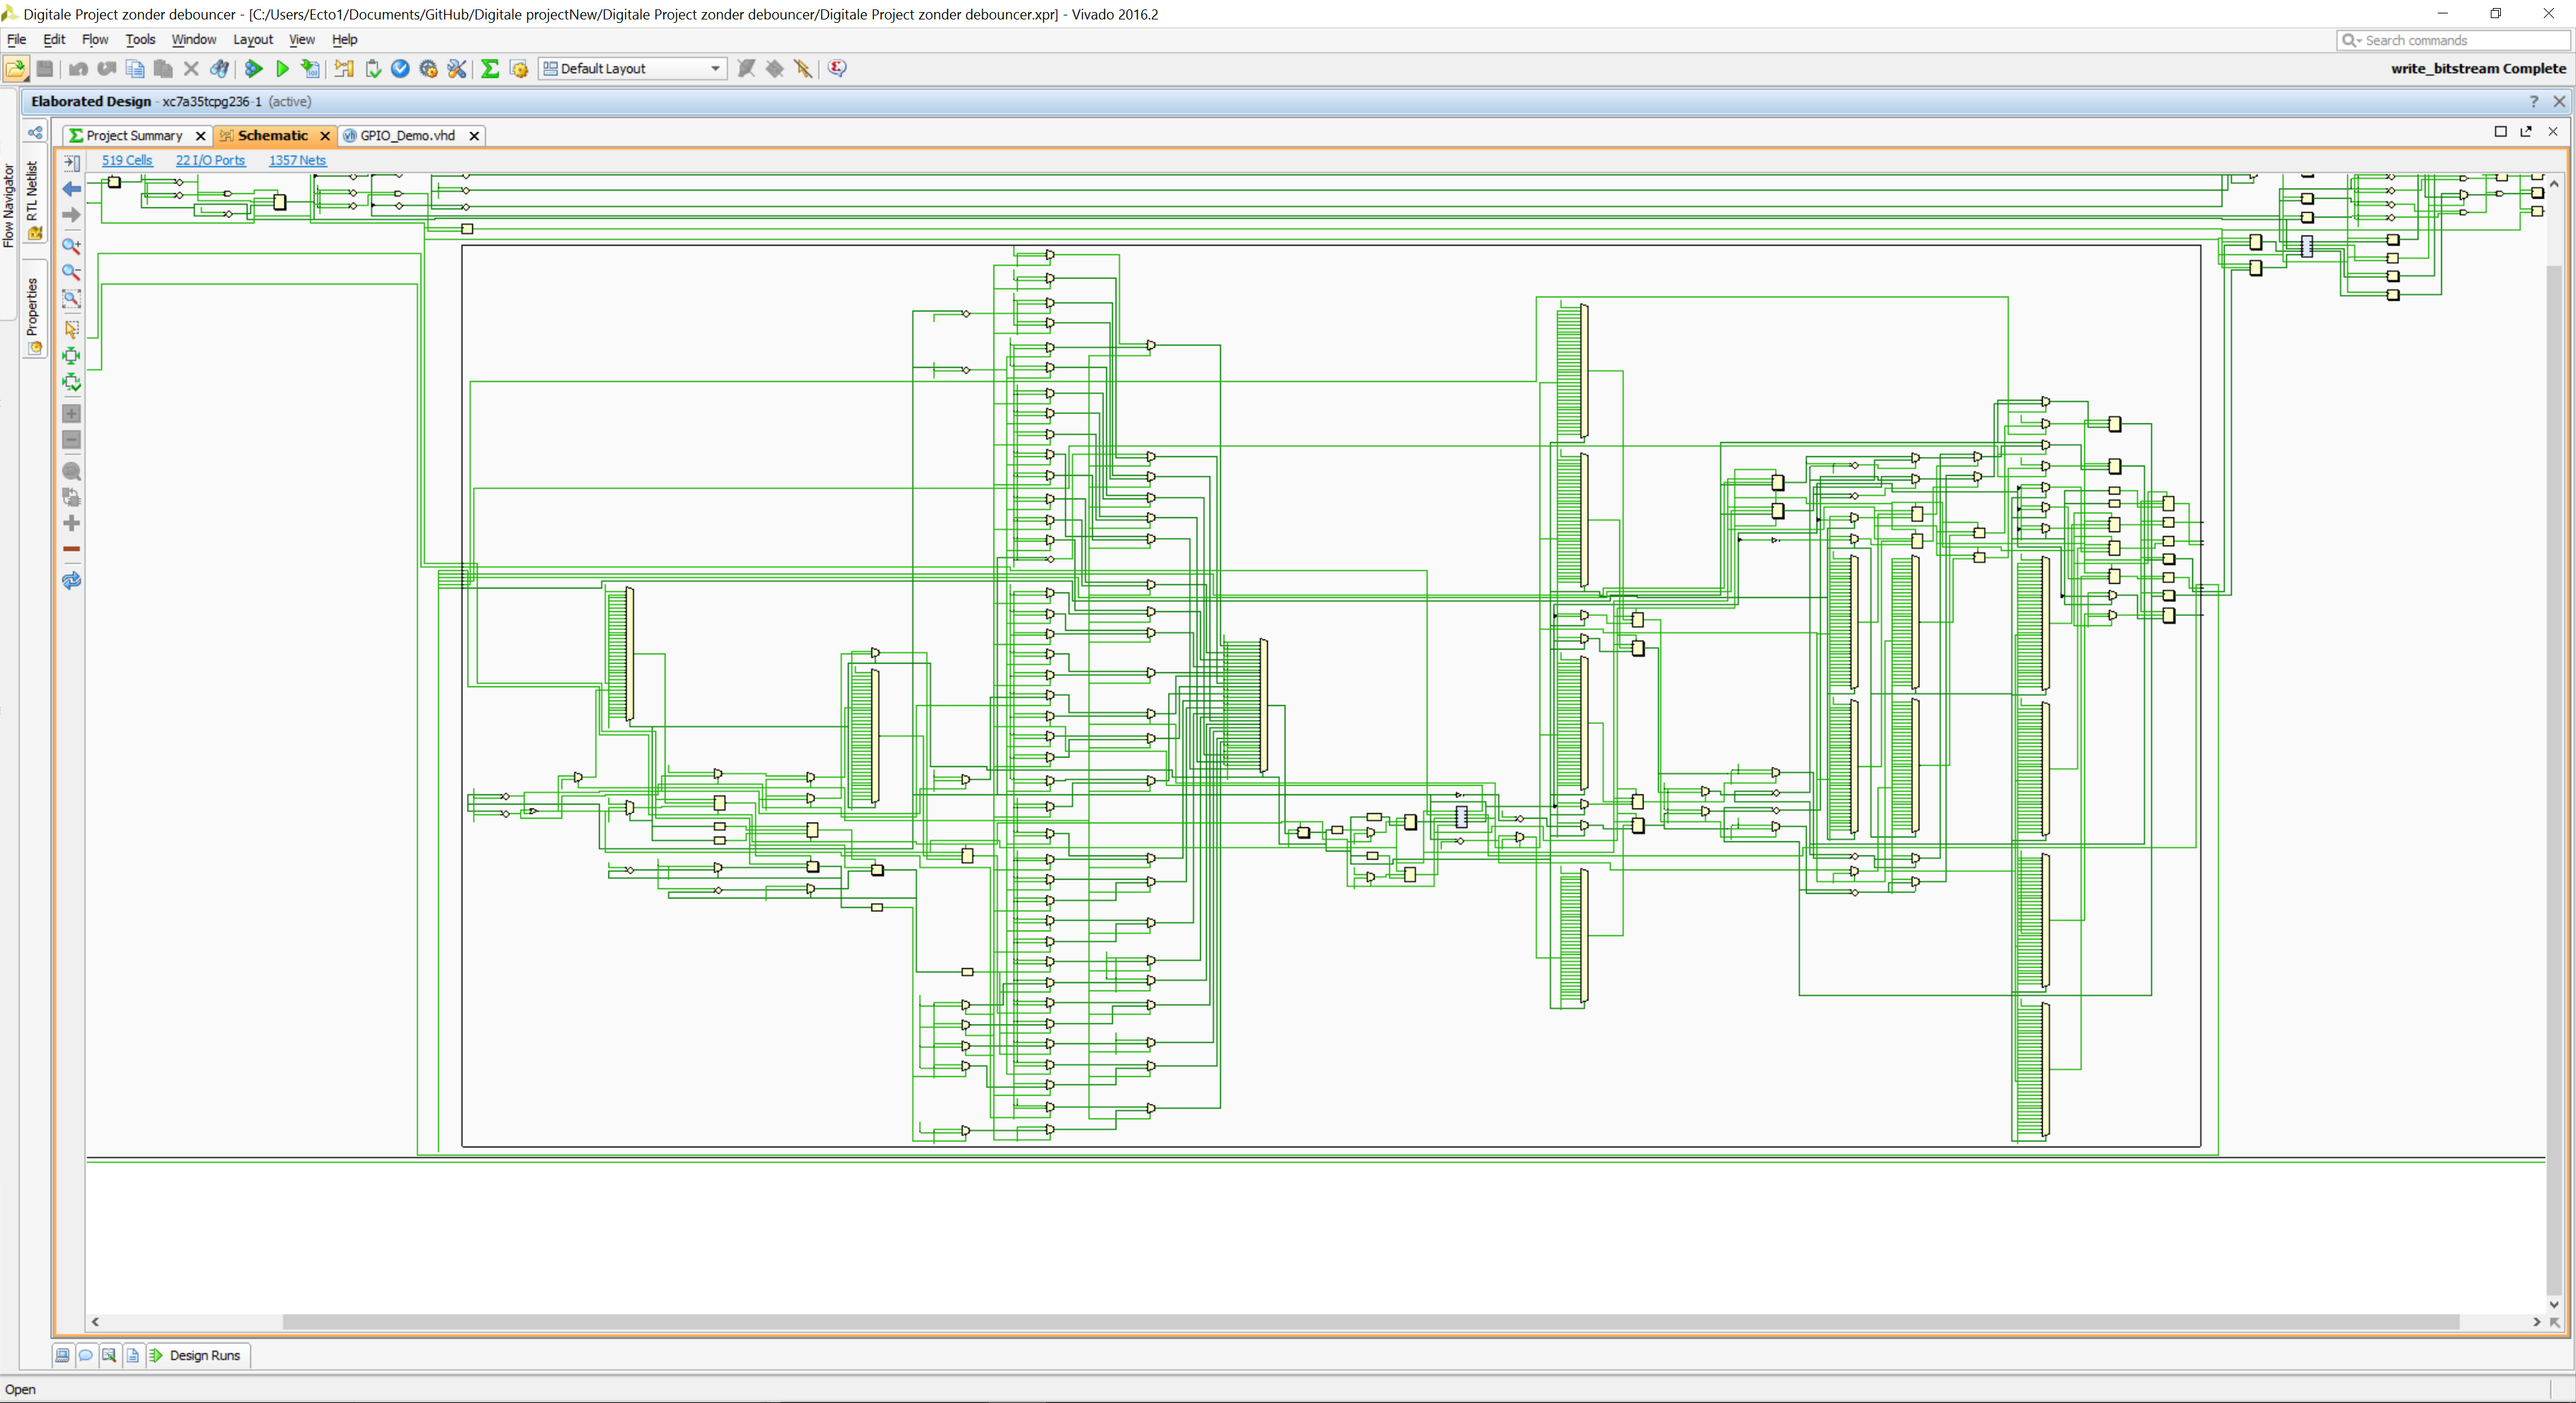 Digitale Project zonder debouncer - [C:/Users/Ecto1/Documents/GitHub/Digitale projectNew/Digitale Project zonder debouncer/Digitale Project zonder debouncer.xpr] - Vivado 2016.2
File Edit Flow Tools Window Layout View Help
Search commands
Default Layout
write_bitstream Complete
Elaborated Design - xc7a35tcpg236-1 (active)
Project Summary
Schematic
GPIO_Demo.vhd
519 Cells 22 I/O Ports 1357 Nets
Flow Navigator
RTL Netlist
Properties
Design Runs
Open